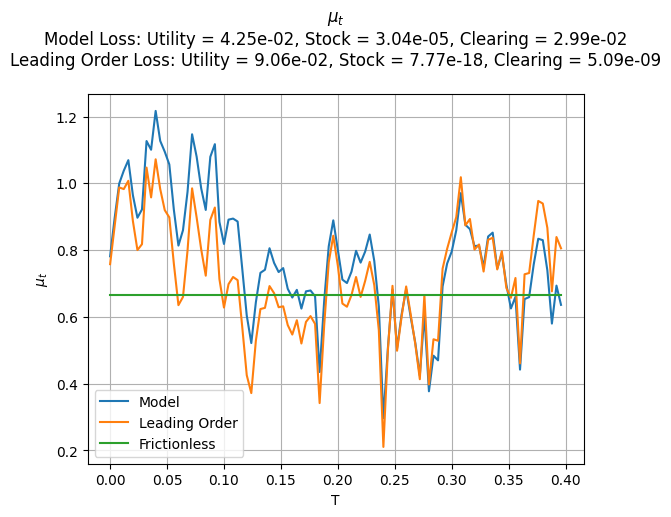 μ_t
Model Loss: Utility = 4.25e-02, Stock = 3.04e-05, Clearing = 2.99e-02
Leading Order Loss: Utility = 9.06e-02, Stock = 7.77e-18, Clearing = 5.09e-09
1.2
1.0
0.8
0.6
0.4
0.2
μ_t
Model
Leading Order
Frictionless
0.00 0.05 0.10 0.15 0.20 0.25 0.30 0.35 0.40
T